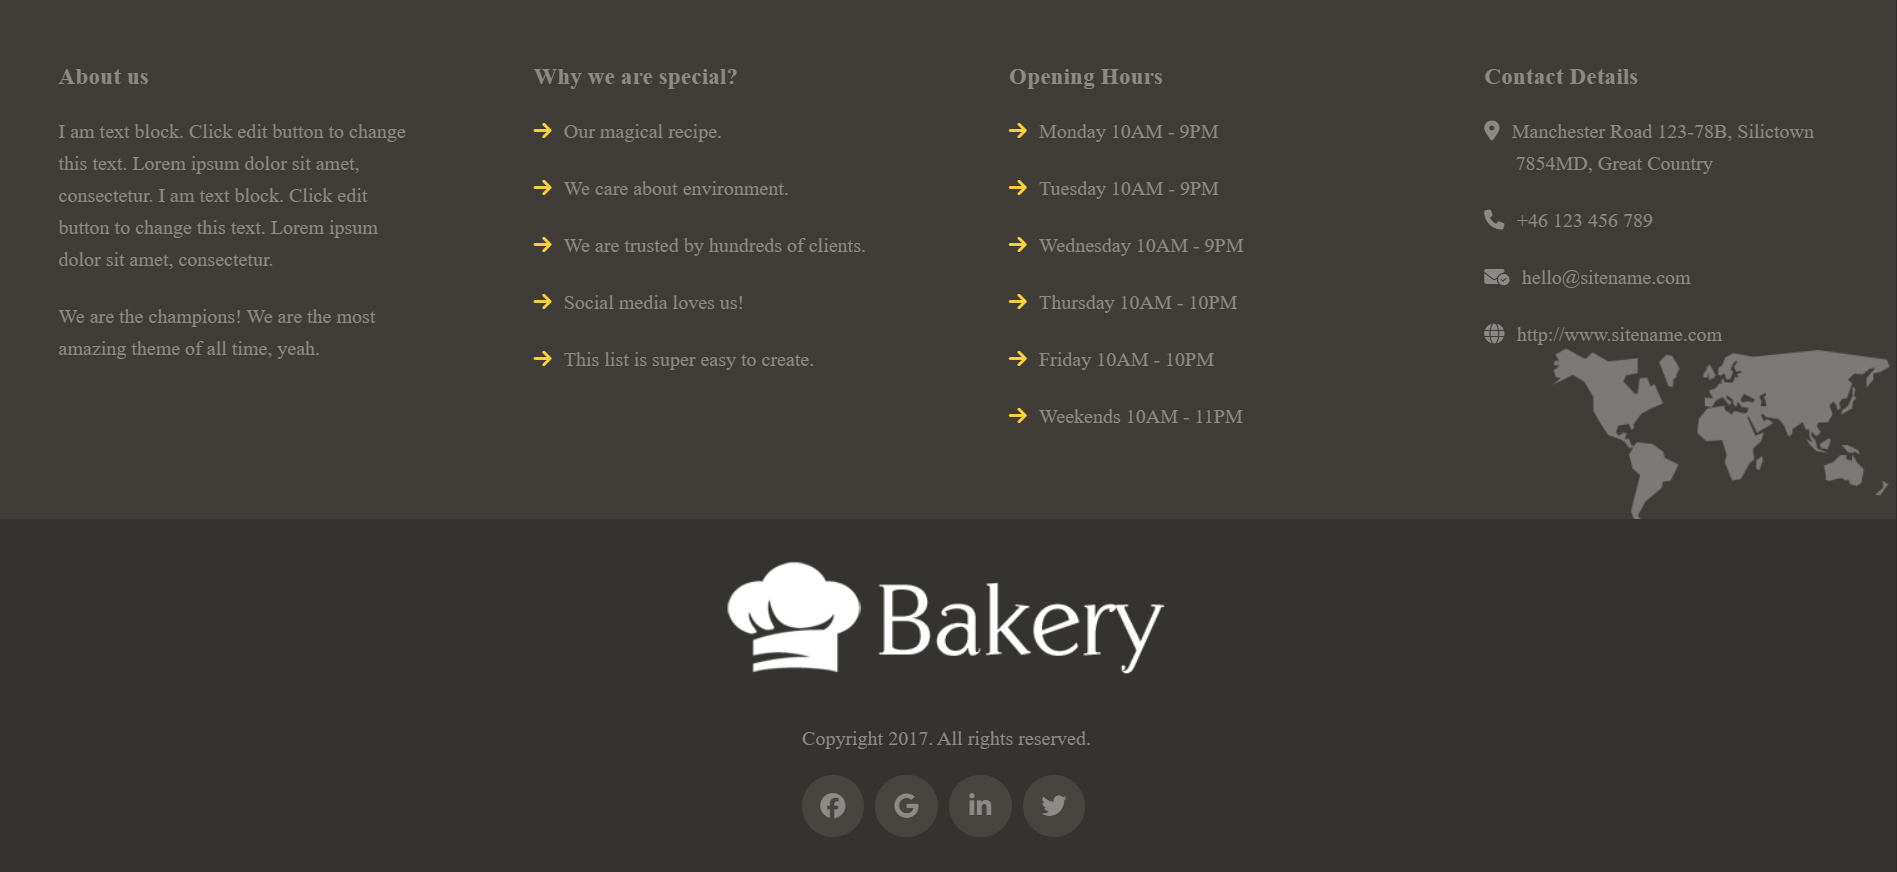 About us
I am text block. Click edit button to change
this text. Lorem ipsum dolor sit amet,
consectetur. I am text block. Click edit
button to change this text. Lorem ipsum
dolor sit amet, consectetur.
We are the champions! We are the most
amazing theme of all time, yeah.
Why we are special?
Our magical recipe.
We care about environment.
We are trusted by hundreds of clients.
Social media loves us!
This list is super easy to create.
Opening Hours
Monday 10AM - 9PM
Tuesday 10AM - 9PM
Wednesday 10AM - 9PM
Thursday 10AM - 10PM
Friday 10AM - 10PM
Weekends 10AM - 11PM
Contact Details
Manchester Road 123-78B, Silictown
7854MD, Great Country
+46 123 456 789
hello@sitename.com
http://www.sitename.com
Bakery
Copyright 2017. All rights reserved.